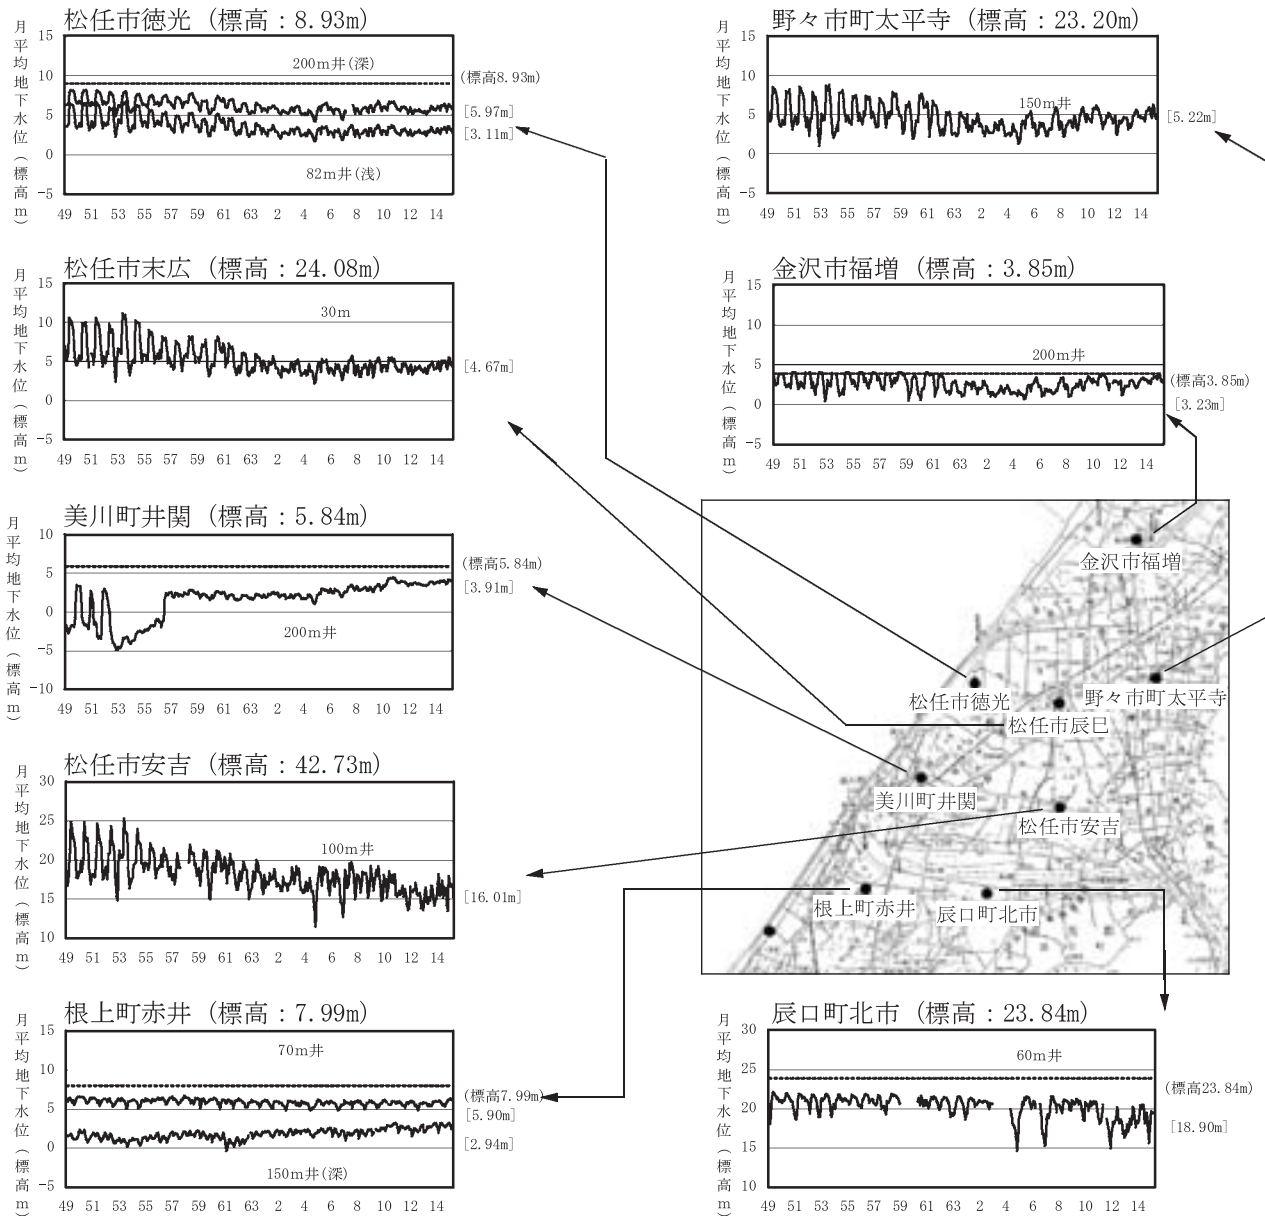 松任市徳光 (標高：8.93m)
月平均地下水位(標高m)
15
10
5
0
-5
200m井(深)
82m井(浅)
(標高8.93m)
[5.97m]
[3.11m]
49 51 53 55 57 59 61 63 2 4 6 8 10 12 14
野々市町太平寺 (標高：23.20m)
月平均地下水位(標高m)
15
10
5
0
-5
150m井
[5.22m]
49 51 53 55 57 59 61 63 2 4 6 8 10 12 14
松任市末広 (標高：24.08m)
月平均地下水位(標高m)
15
10
5
0
-5
30m
[4.67m]
49 51 53 55 57 59 61 63 2 4 6 8 10 12 14
金沢市福増 (標高：3.85m)
月平均地下水位(標高m)
15
10
5
0
-5
200m井
(標高3.85m)
[3.23m]
49 51 53 55 57 59 61 63 2 4 6 8 10 12 14
美川町井関 (標高：5.84m)
月平均地下水位(標高m)
10
5
0
-5
-10
200m井
(標高5.84m)
[3.91m]
49 51 53 55 57 59 61 63 2 4 6 8 10 12 14
金沢市福増
松任市徳光
野々市町太平寺
松任市辰巳
美川町井関
松任市安吉
根上町赤井
辰口町北市
松任市安吉 (標高：42.73m)
月平均地下水位(標高m)
30
25
20
15
10
100m井
[16.01m]
49 51 53 55 57 59 61 63 2 4 6 8 10 12 14
根上町赤井 (標高：7.99m)
月平均地下水位(標高m)
15
10
5
0
-5
70m井
150m井(深)
(標高7.99m)
[5.90m]
[2.94m]
49 51 53 55 57 59 61 63 2 4 6 8 10 12 14
辰口町北市 (標高：23.84m)
月平均地下水位(標高m)
30
25
20
15
10
60m井
(標高23.84m)
[18.90m]
49 51 53 55 57 59 61 63 2 4 6 8 10 12 14